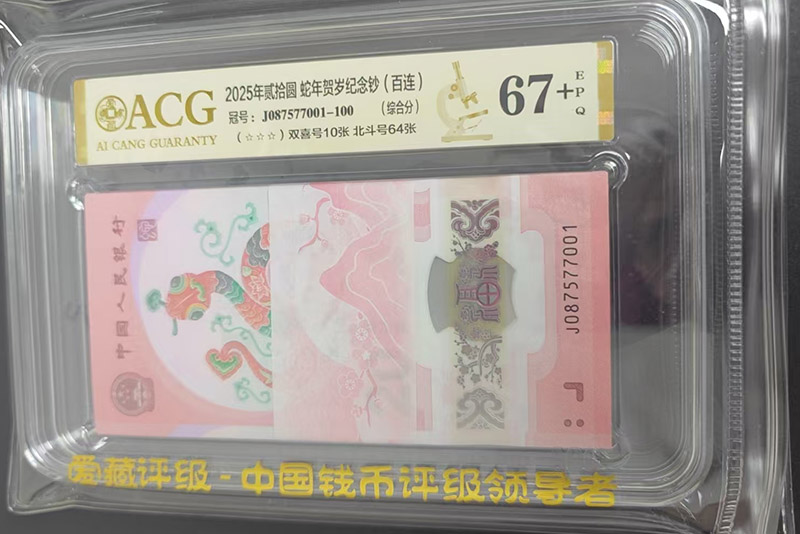 ACG
AI CANG GUARANTY
2025年贰拾圆 蛇年贺岁纪念钞（百连）
冠号：J087577001-100 （综合分）
（☆☆☆）双喜号10张 北斗号64张
67+
EPQ
中国人民银行
J087577001
爱藏评级-中国钱币评级领导者